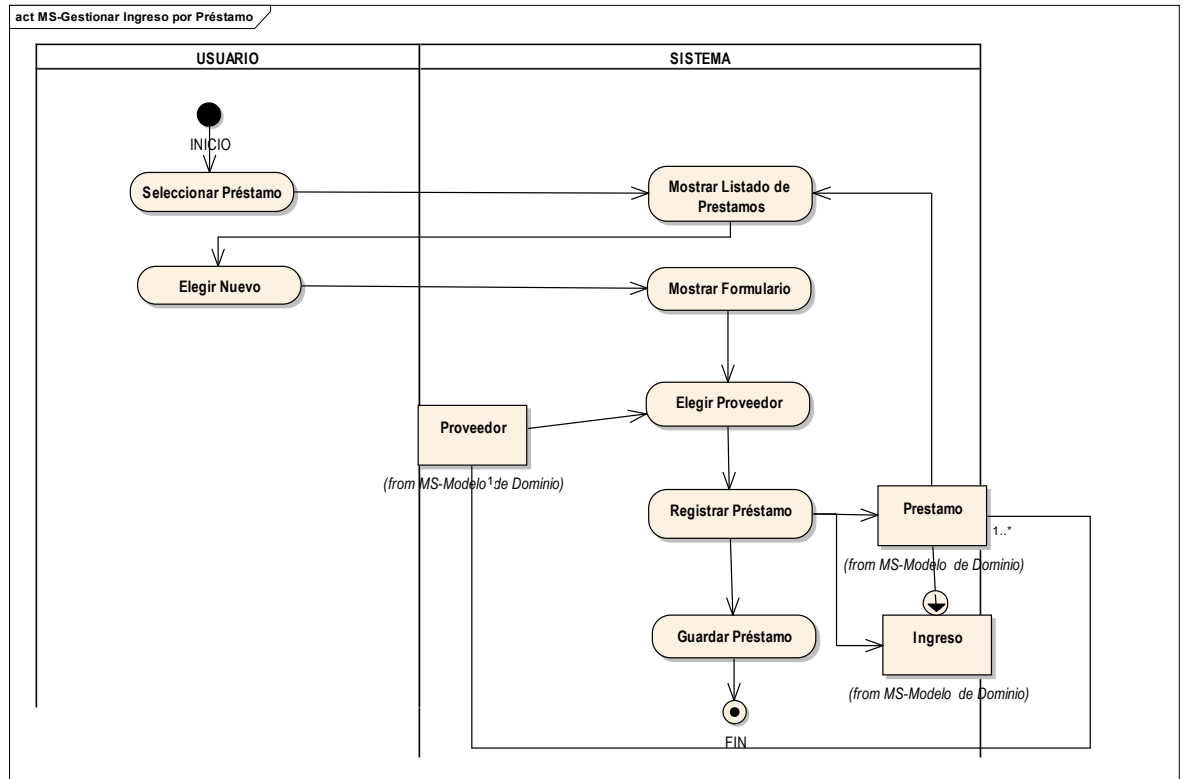 act MS-Gestionar Ingreso por Préstamo
USUARIO
SISTEMA
INICIO
Seleccionar Préstamo
Mostrar Listado de
Prestamos
Elegir Nuevo
Mostrar Formulario
Elegir Proveedor
Proveedor
(from MS-Modelo de Dominio)
1
Registrar Préstamo
Prestamo
1..*
(from MS-Modelo de Dominio)
Guardar Préstamo
Ingreso
(from MS-Modelo de Dominio)
FIN